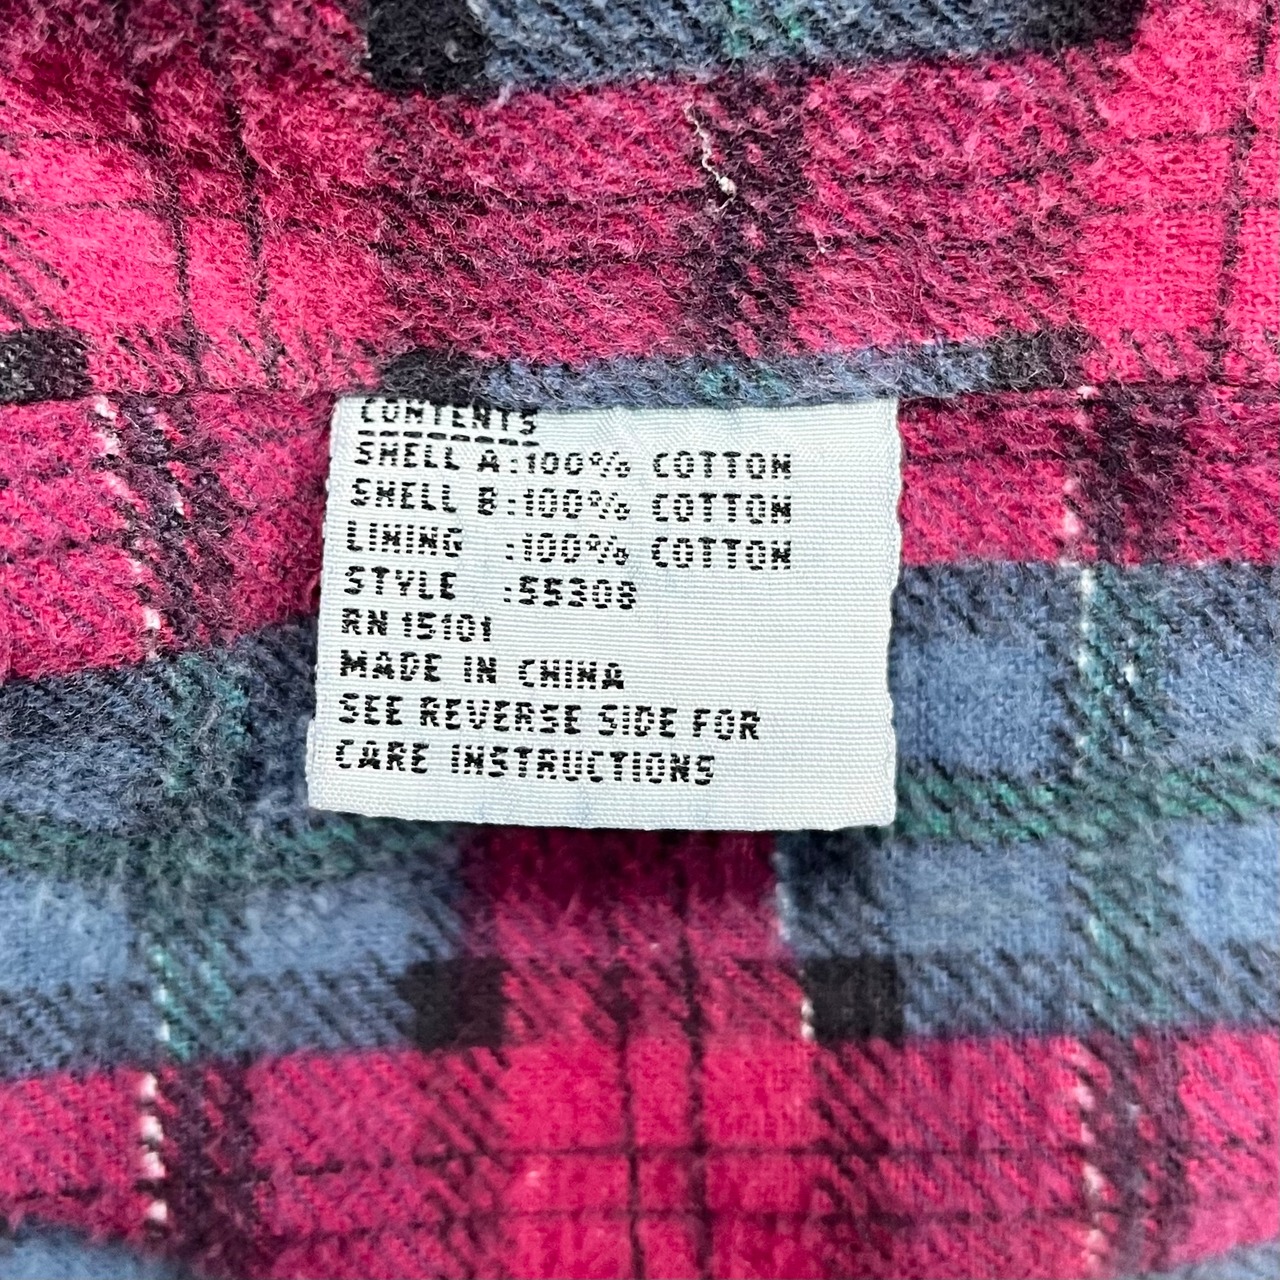 CONTENTS
SHELL A:100% COTTON
SHELL B:100% COTTON
LINING :100% COTTON
STYLE :55308
RN 15101
MADE IN CHINA
SEE REVERSE SIDE FOR
CARE INSTRUCTIONS